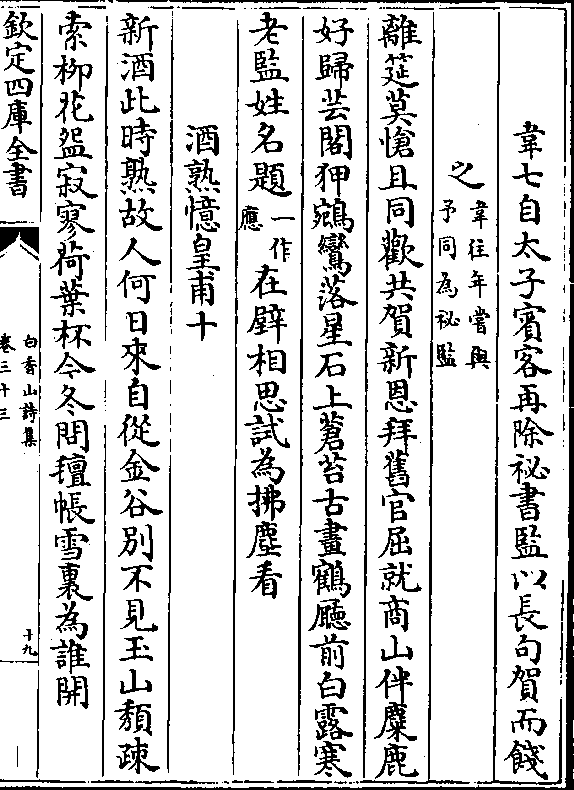 韋七自太子賓客再除祕書監以長句賀而餞
之韋往年嘗與
予同為祕監
離筵莫愴且同歡共賀新恩拜舊官屈就商山伴麋鹿
好歸芸閣狎鵷鸞落星石上蒼苔古畫鶴廳前白露寒
老監姓名題一作
應在壁相思試為拂塵看
酒熟憶皇甫十
新酒此時熟故人何日來自從金谷別不見玉山頹疎
索柳花盌寂寥荷葉杯今冬問氊帳雪裏為誰開
欽定四庫全書
白香山詩集
卷三十三
十九